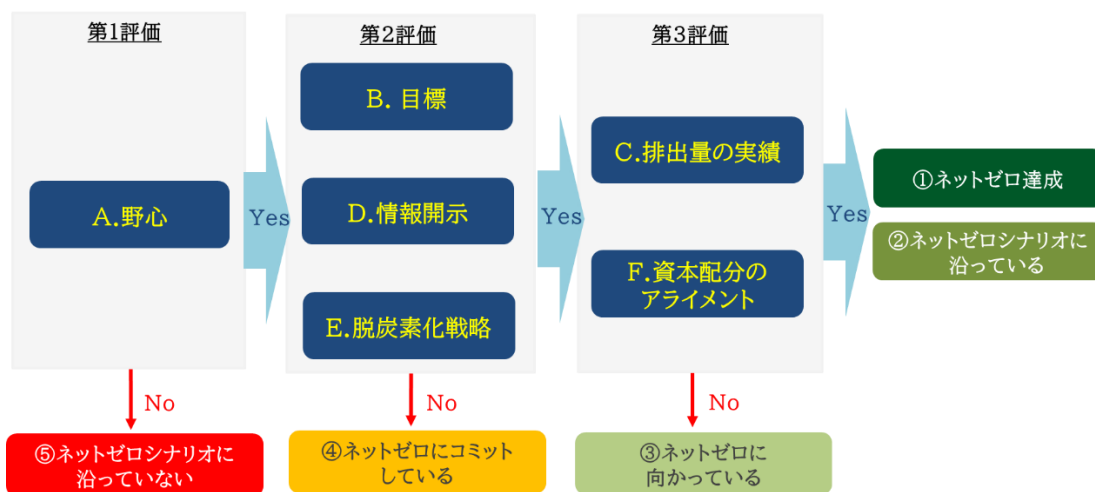 第1評価
A.野心
Yes
No
⑤ネットゼロシナリオに
沿っていない
第2評価
B. 目標
D.情報開示
E.脱炭素化戦略
Yes
No
④ネットゼロにコミット
している
第3評価
C.排出量の実績
F.資本配分の
アライメント
Yes
No
③ネットゼロに
向かっている
①ネットゼロ達成
②ネットゼロシナリオに
沿っている